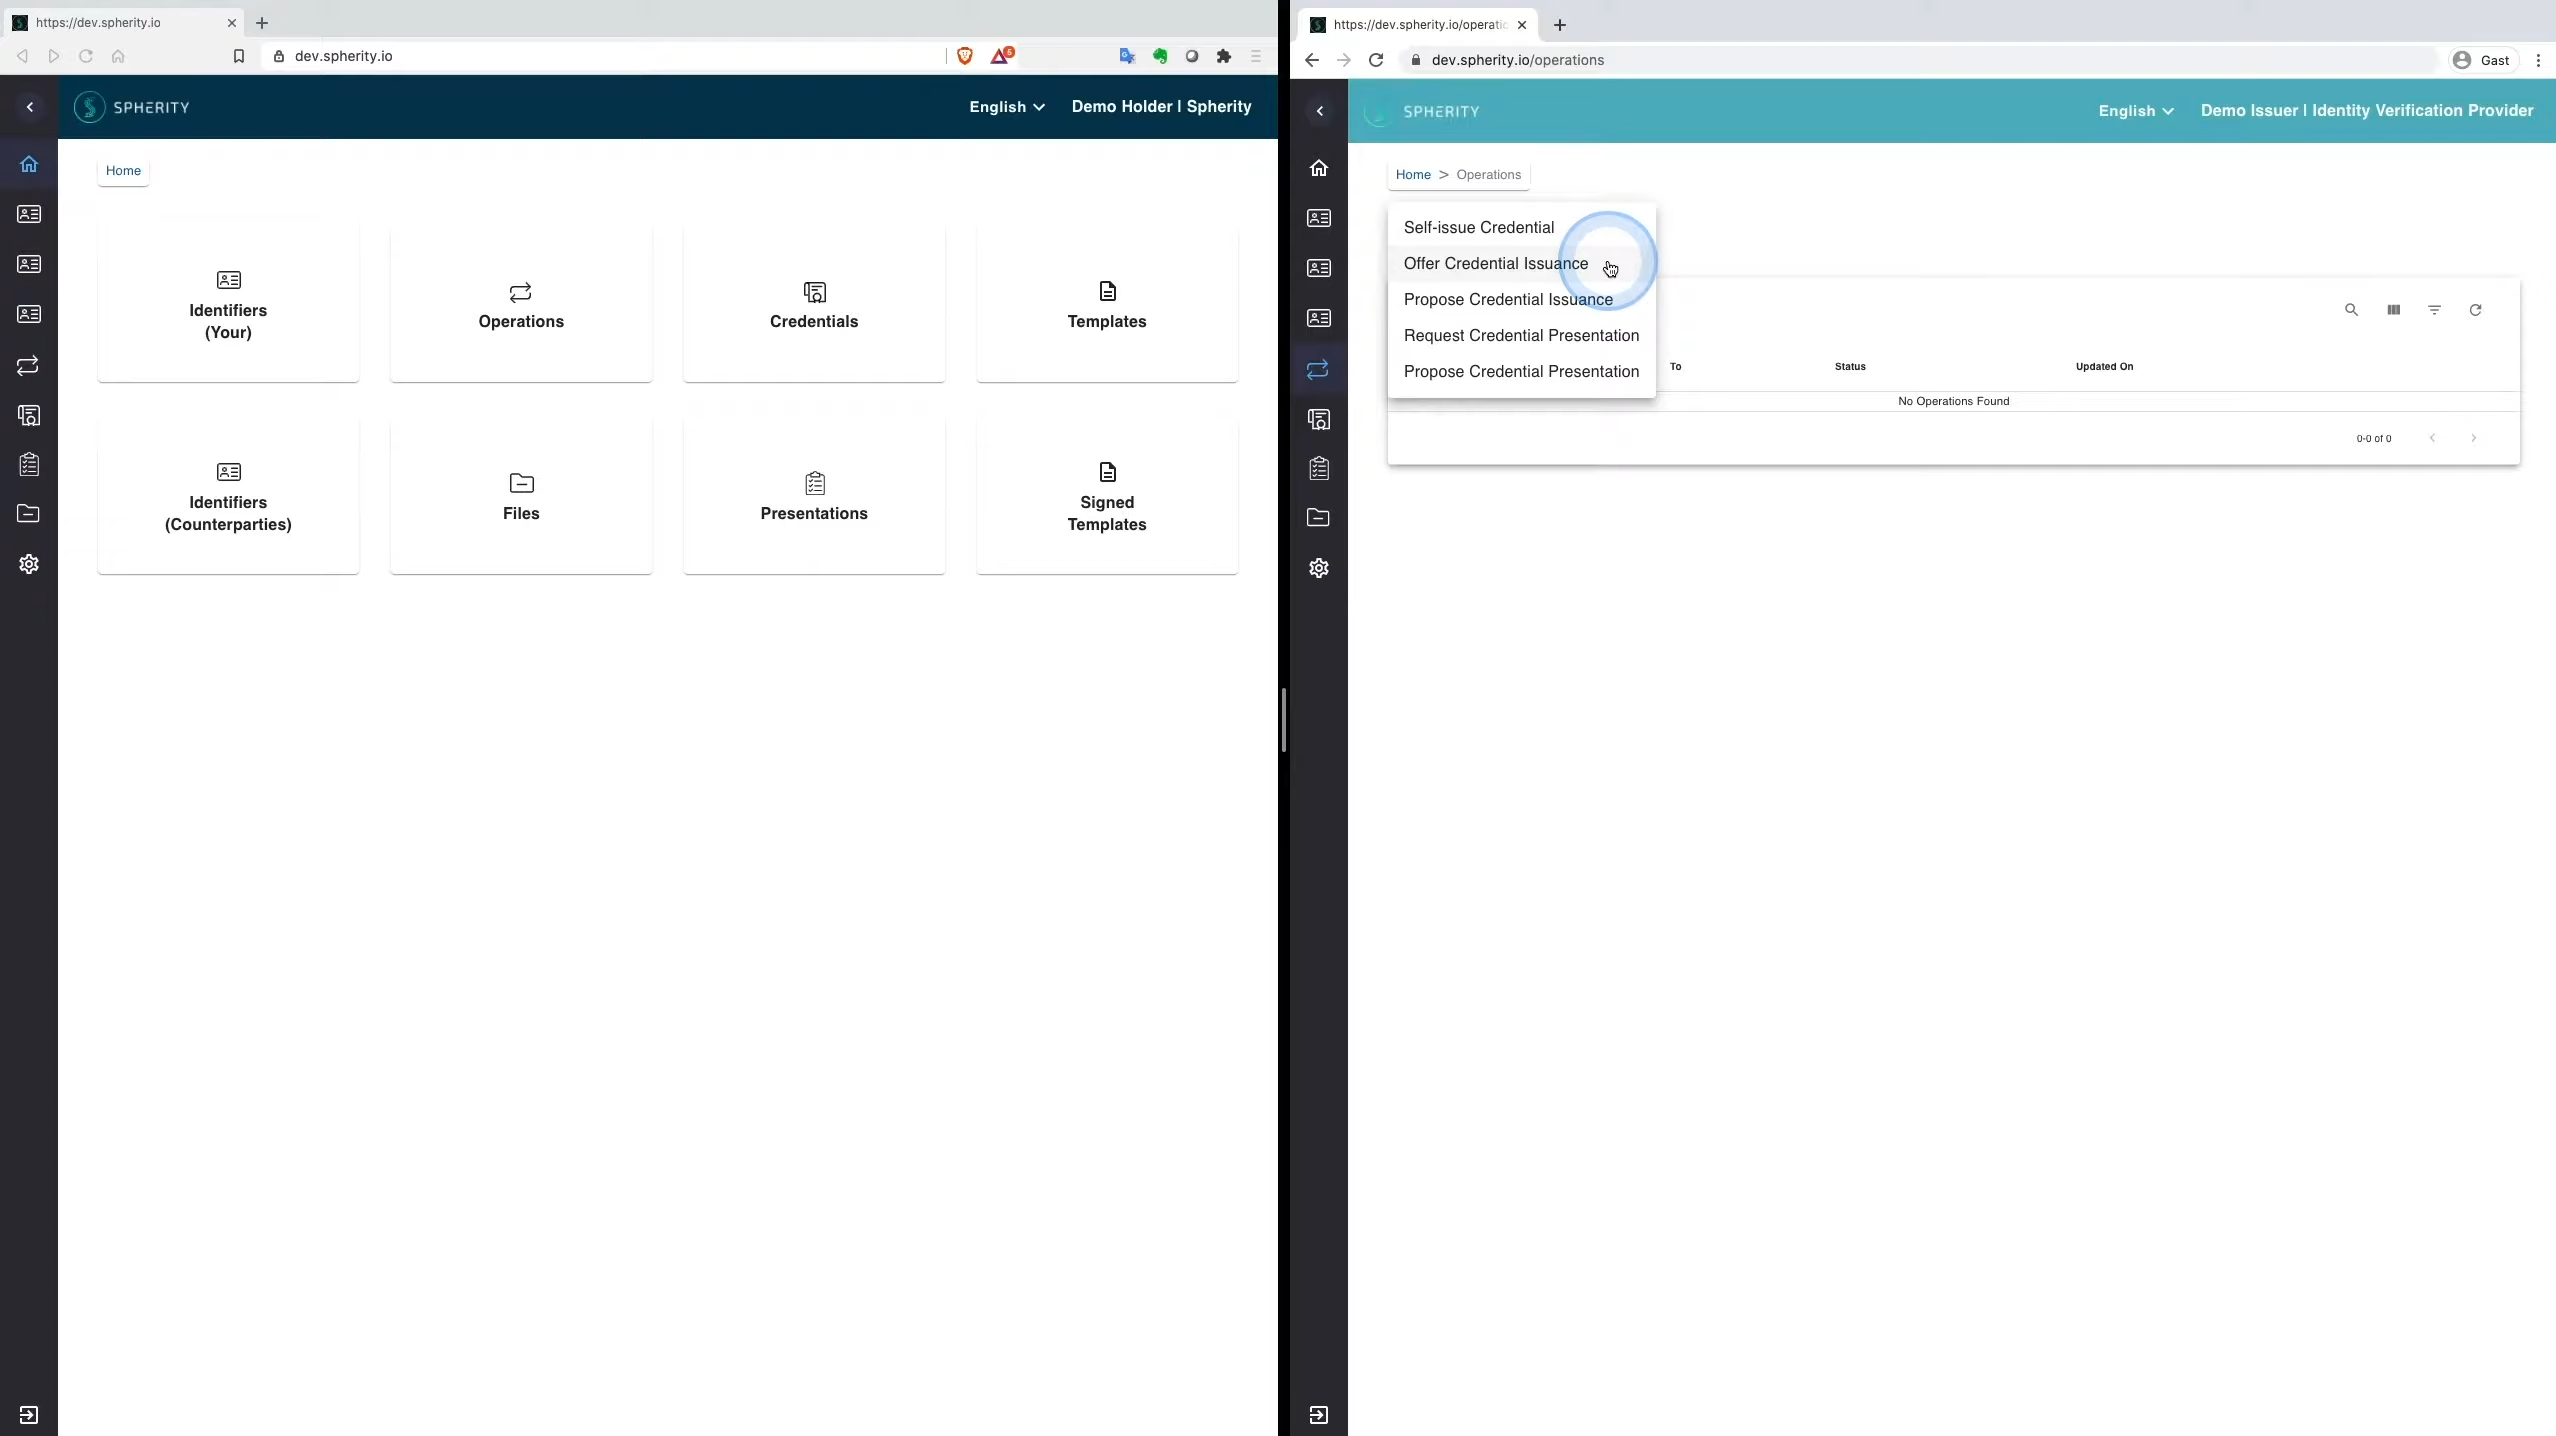 https://dev.spherity.io
dev.spherity.io
5
SPHERITY
English
Demo Holder | Spherity
Home
Identifiers
(Your)
Operations
Credentials
Templates
Identifiers
(Counterparties)
Files
Presentations
Signed
Templates
https://dev.spherity.io/operatic
dev.spherity.io/operations
Gast
SPHERITY
English
Demo Issuer | Identity Verification Provider
Home > Operations
Self-issue Credential
Offer Credential Issuance
Propose Credential Issuance
Request Credential Presentation
Propose Credential Presentation
To
Status
Updated On
No Operations Found
0-0 of 0